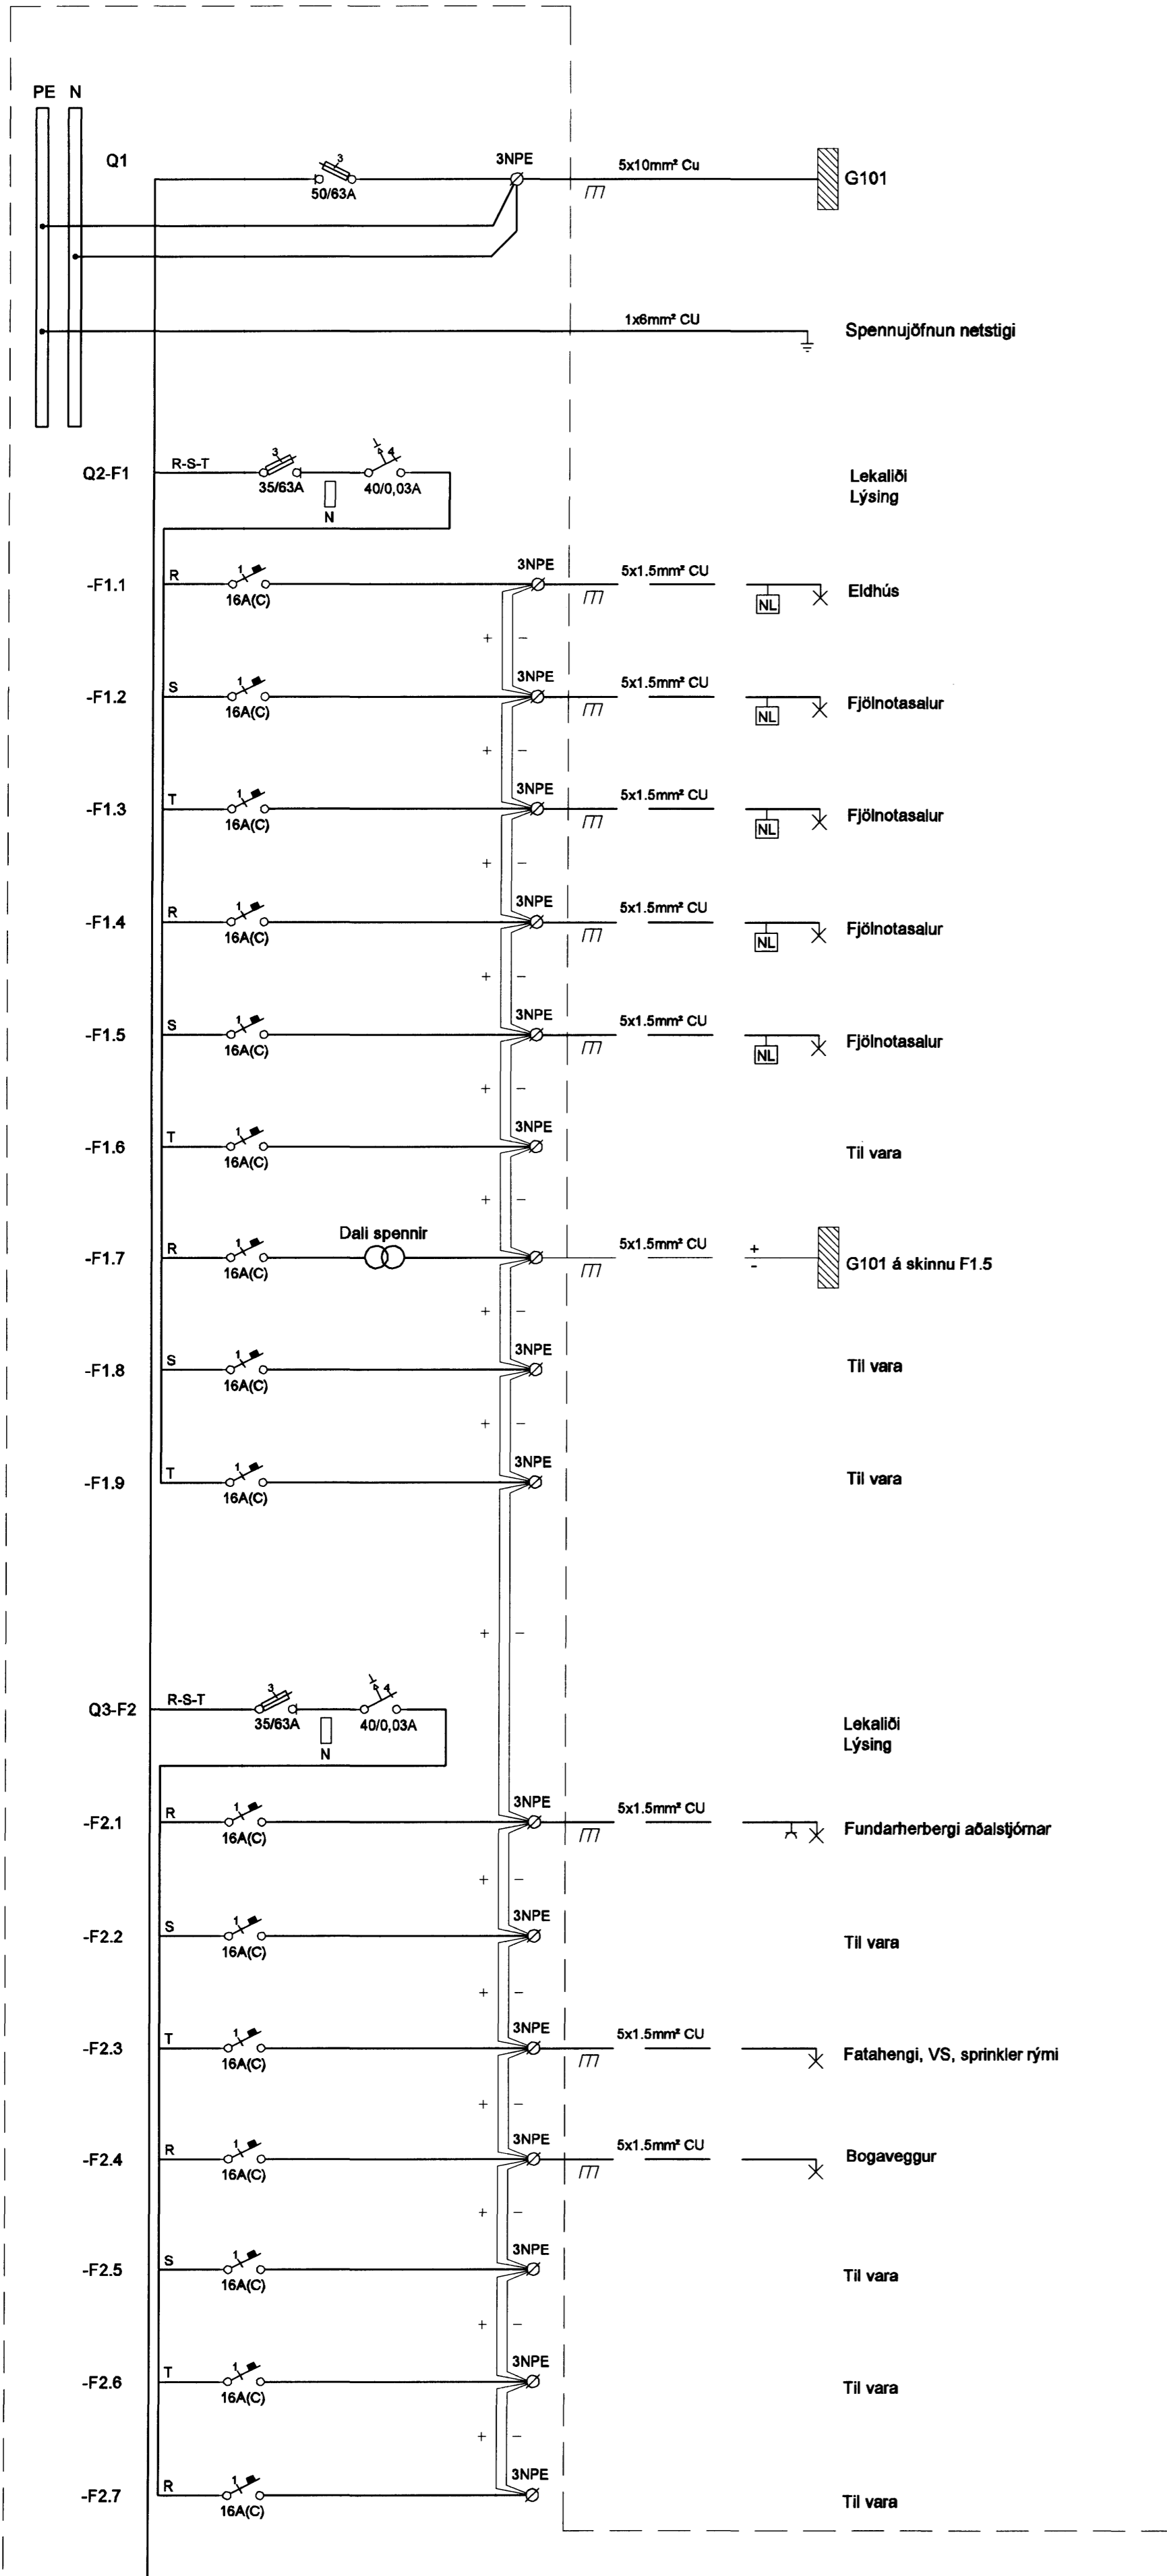 PE N
Q1
3
50/63A
3NPE
5x10mm² Cu
G101
1x6mm² CU
Spennujöfnun netstigi
Q2-F1
R-S-T
3
35/63A
N
4
40/0,03A
Lekaliði
Lýsing
-F1.1
R
1
16A(C)
3NPE
5x1.5mm² CU
NL
Eldhús
+ -
-F1.2
S
1
16A(C)
3NPE
5x1.5mm² CU
NL
Fjölnotasalur
+ -
-F1.3
T
1
16A(C)
3NPE
5x1.5mm² CU
NL
Fjölnotasalur
+ -
-F1.4
R
1
16A(C)
3NPE
5x1.5mm² CU
NL
Fjölnotasalur
+ -
-F1.5
S
1
16A(C)
3NPE
5x1.5mm² CU
NL
Fjölnotasalur
+ -
-F1.6
T
1
16A(C)
3NPE
Til vara
+ -
-F1.7
R
1
16A(C)
Dali spennir
5x1.5mm² CU
+
-
G101 á skinnu F1.5
+ -
-F1.8
S
1
16A(C)
3NPE
Til vara
+ -
-F1.9
T
1
16A(C)
3NPE
Til vara
+ -
Q3-F2
R-S-T
3
35/63A
N
4
40/0,03A
Lekaliði
Lýsing
-F2.1
R
1
16A(C)
3NPE
5x1.5mm² CU
Fundarherbergi aðalstjórnar
+ -
-F2.2
S
1
16A(C)
3NPE
Til vara
+ -
-F2.3
T
1
16A(C)
3NPE
5x1.5mm² CU
Fatahengi, VS, sprinkler rými
+ -
-F2.4
R
1
16A(C)
3NPE
5x1.5mm² CU
Bogaveggur
+ -
-F2.5
S
1
16A(C)
3NPE
Til vara
+ -
-F2.6
T
1
16A(C)
3NPE
Til vara
+ -
-F2.7
R
1
16A(C)
3NPE
Til vara